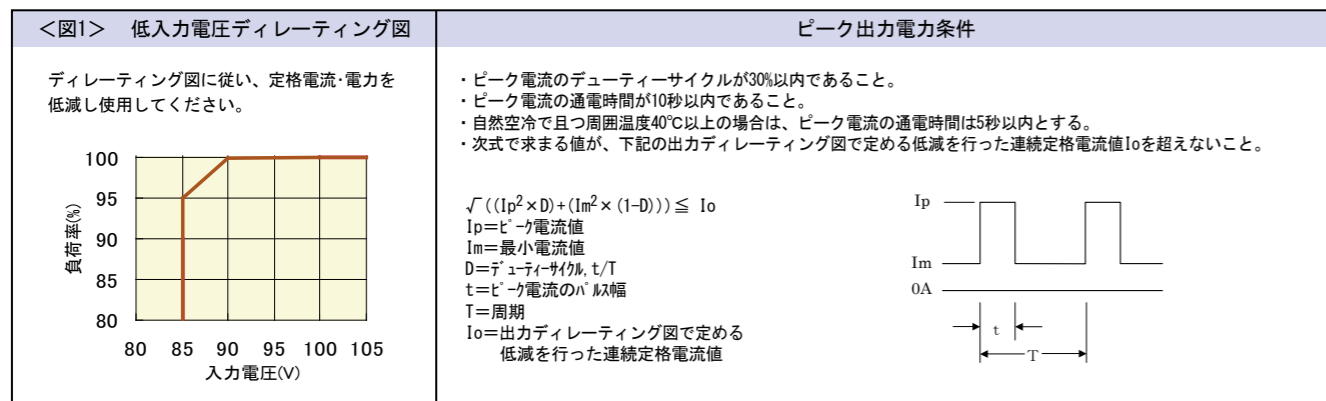 <図1> 低入力電圧ディレーティング図
ディレーティング図に従い、定格電流･電力を
低減し使用してください。
100
95
90
85
80
負荷率(%)
80 85 90 95 100 105
入力電圧(V)
ピーク出力電力条件
・ピーク電流のデューティーサイクルが30%以内であること。
・ピーク電流の通電時間が10秒以内であること。
・自然空冷で且つ周囲温度40℃以上の場合は、ピーク電流の通電時間は5秒以内とする。
・次式で求まる値が、下記の出力ディレーティング図で定める低減を行った連続定格電流値Ioを超えないこと。
√((Ip²×D)+(Im²×(1-D)))≦ Io
Ip＝ﾋﾟｰｸ電流値
Im＝最小電流値
D＝ﾃﾞｭｰﾃｨｰｻｲｸﾙ,t/T
t＝ﾋﾟｰｸ電流のﾊﾟﾙｽ幅
T＝周期
Io＝出力ディレーティング図で定める
低減を行った連続定格電流値
Ip
Im
0A
t
T